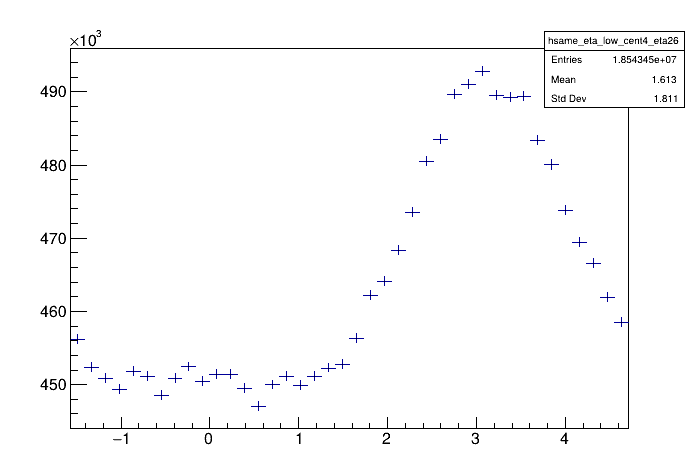 ×10³
hsame_eta_low_cent4_eta26
Entries 1.854345e+07
Mean 1.613
Std Dev 1.811
490
480
470
460
450
−1 0 1 2 3 4